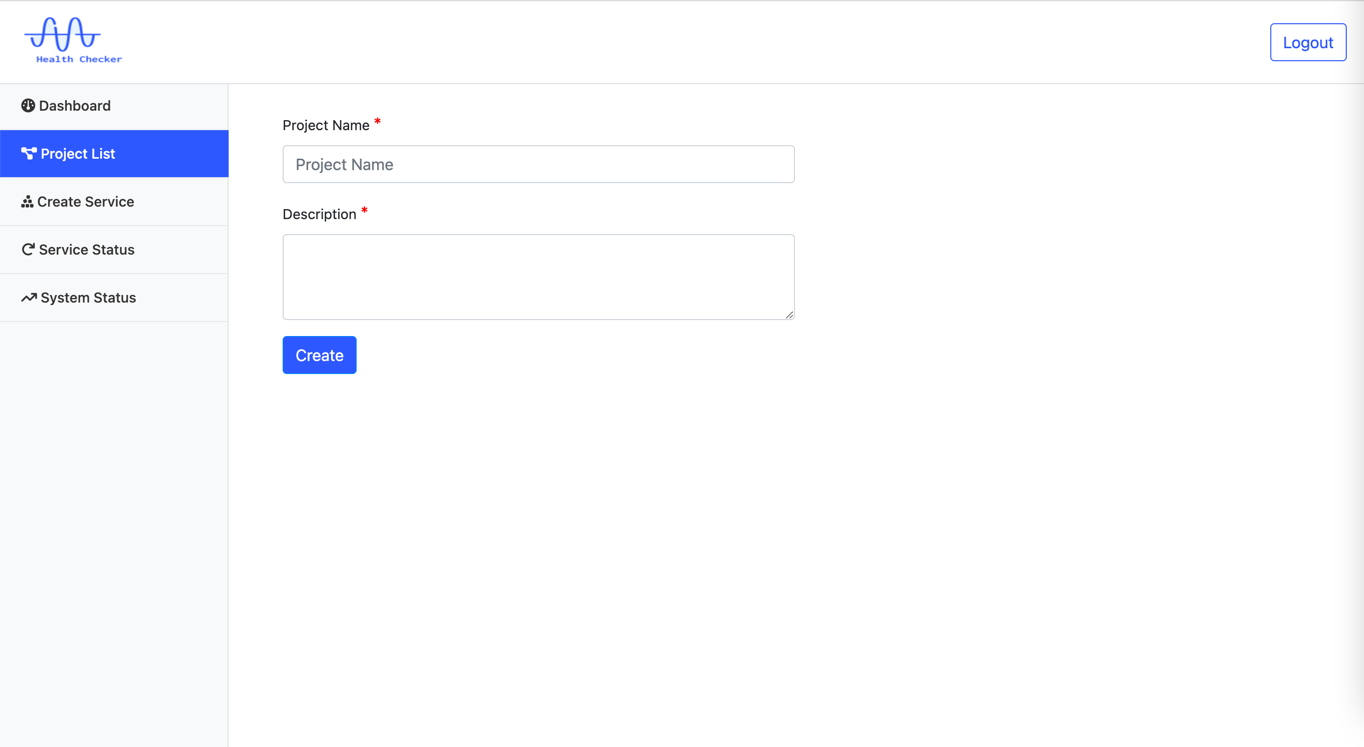 Health Checker
Logout
Dashboard
Project List
Create Service
Service Status
System Status
Project Name *
Project Name
Description *
Create